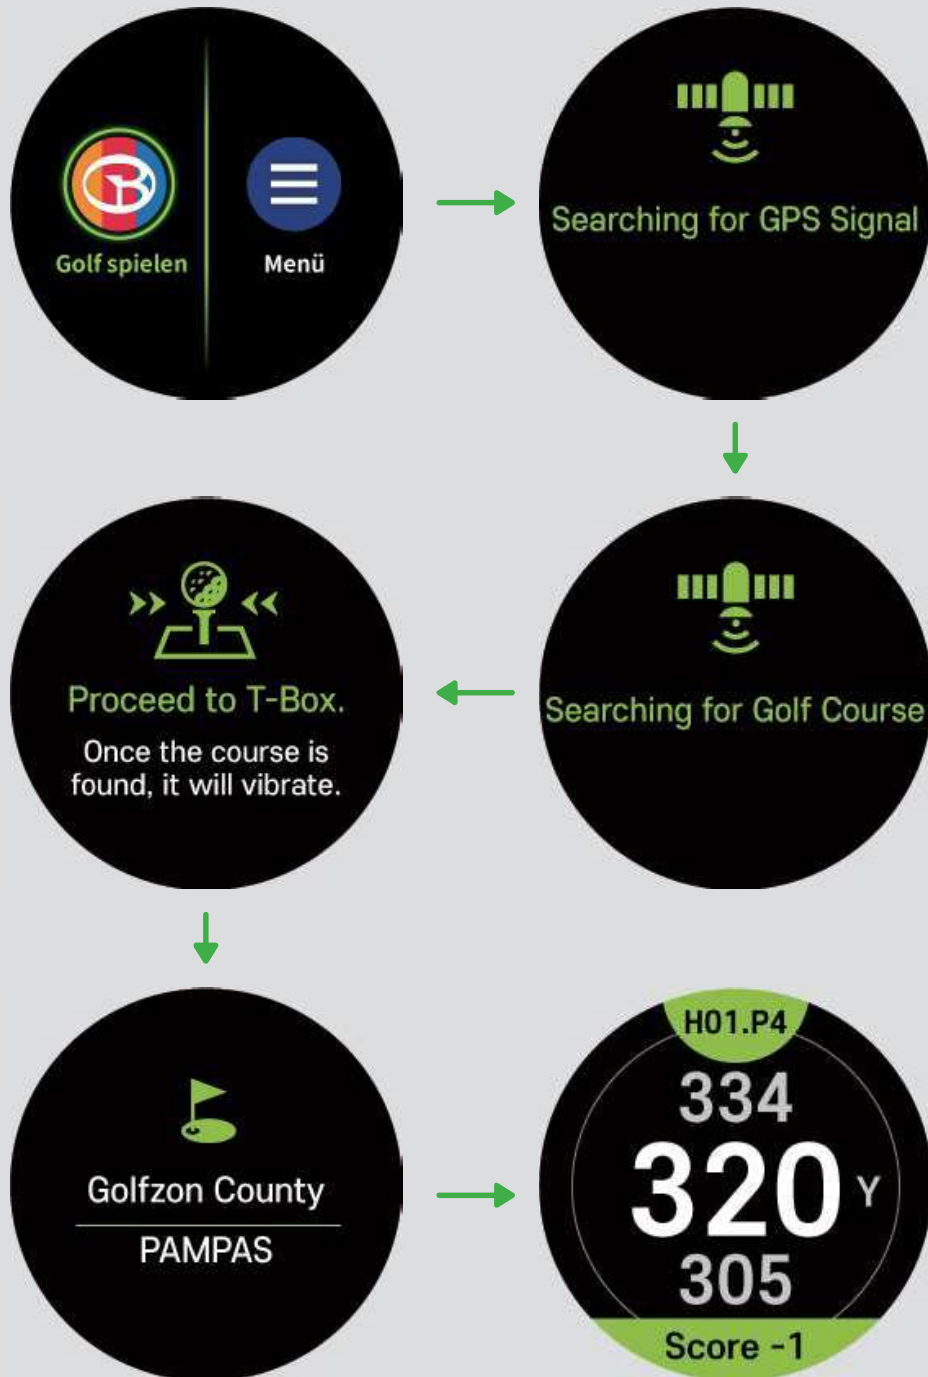 Golf spielen
Menü
Searching for GPS Signal
Searching for Golf Course
Proceed to T-Box.
Once the course is
found, it will vibrate.
Golfzon County
PAMPAS
H01.P4
334
320 Y
305
Score -1